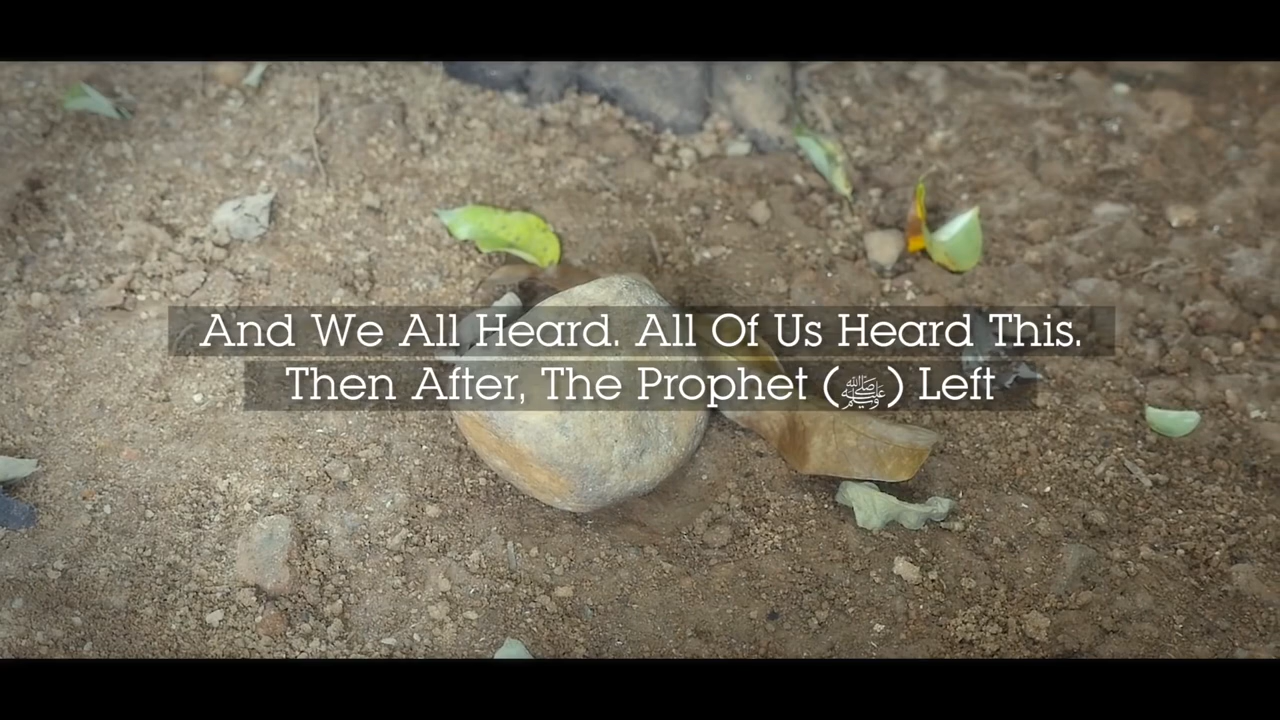 And We All Heard. All Of Us Heard This.
Then After, The Prophet (ﷺ) Left